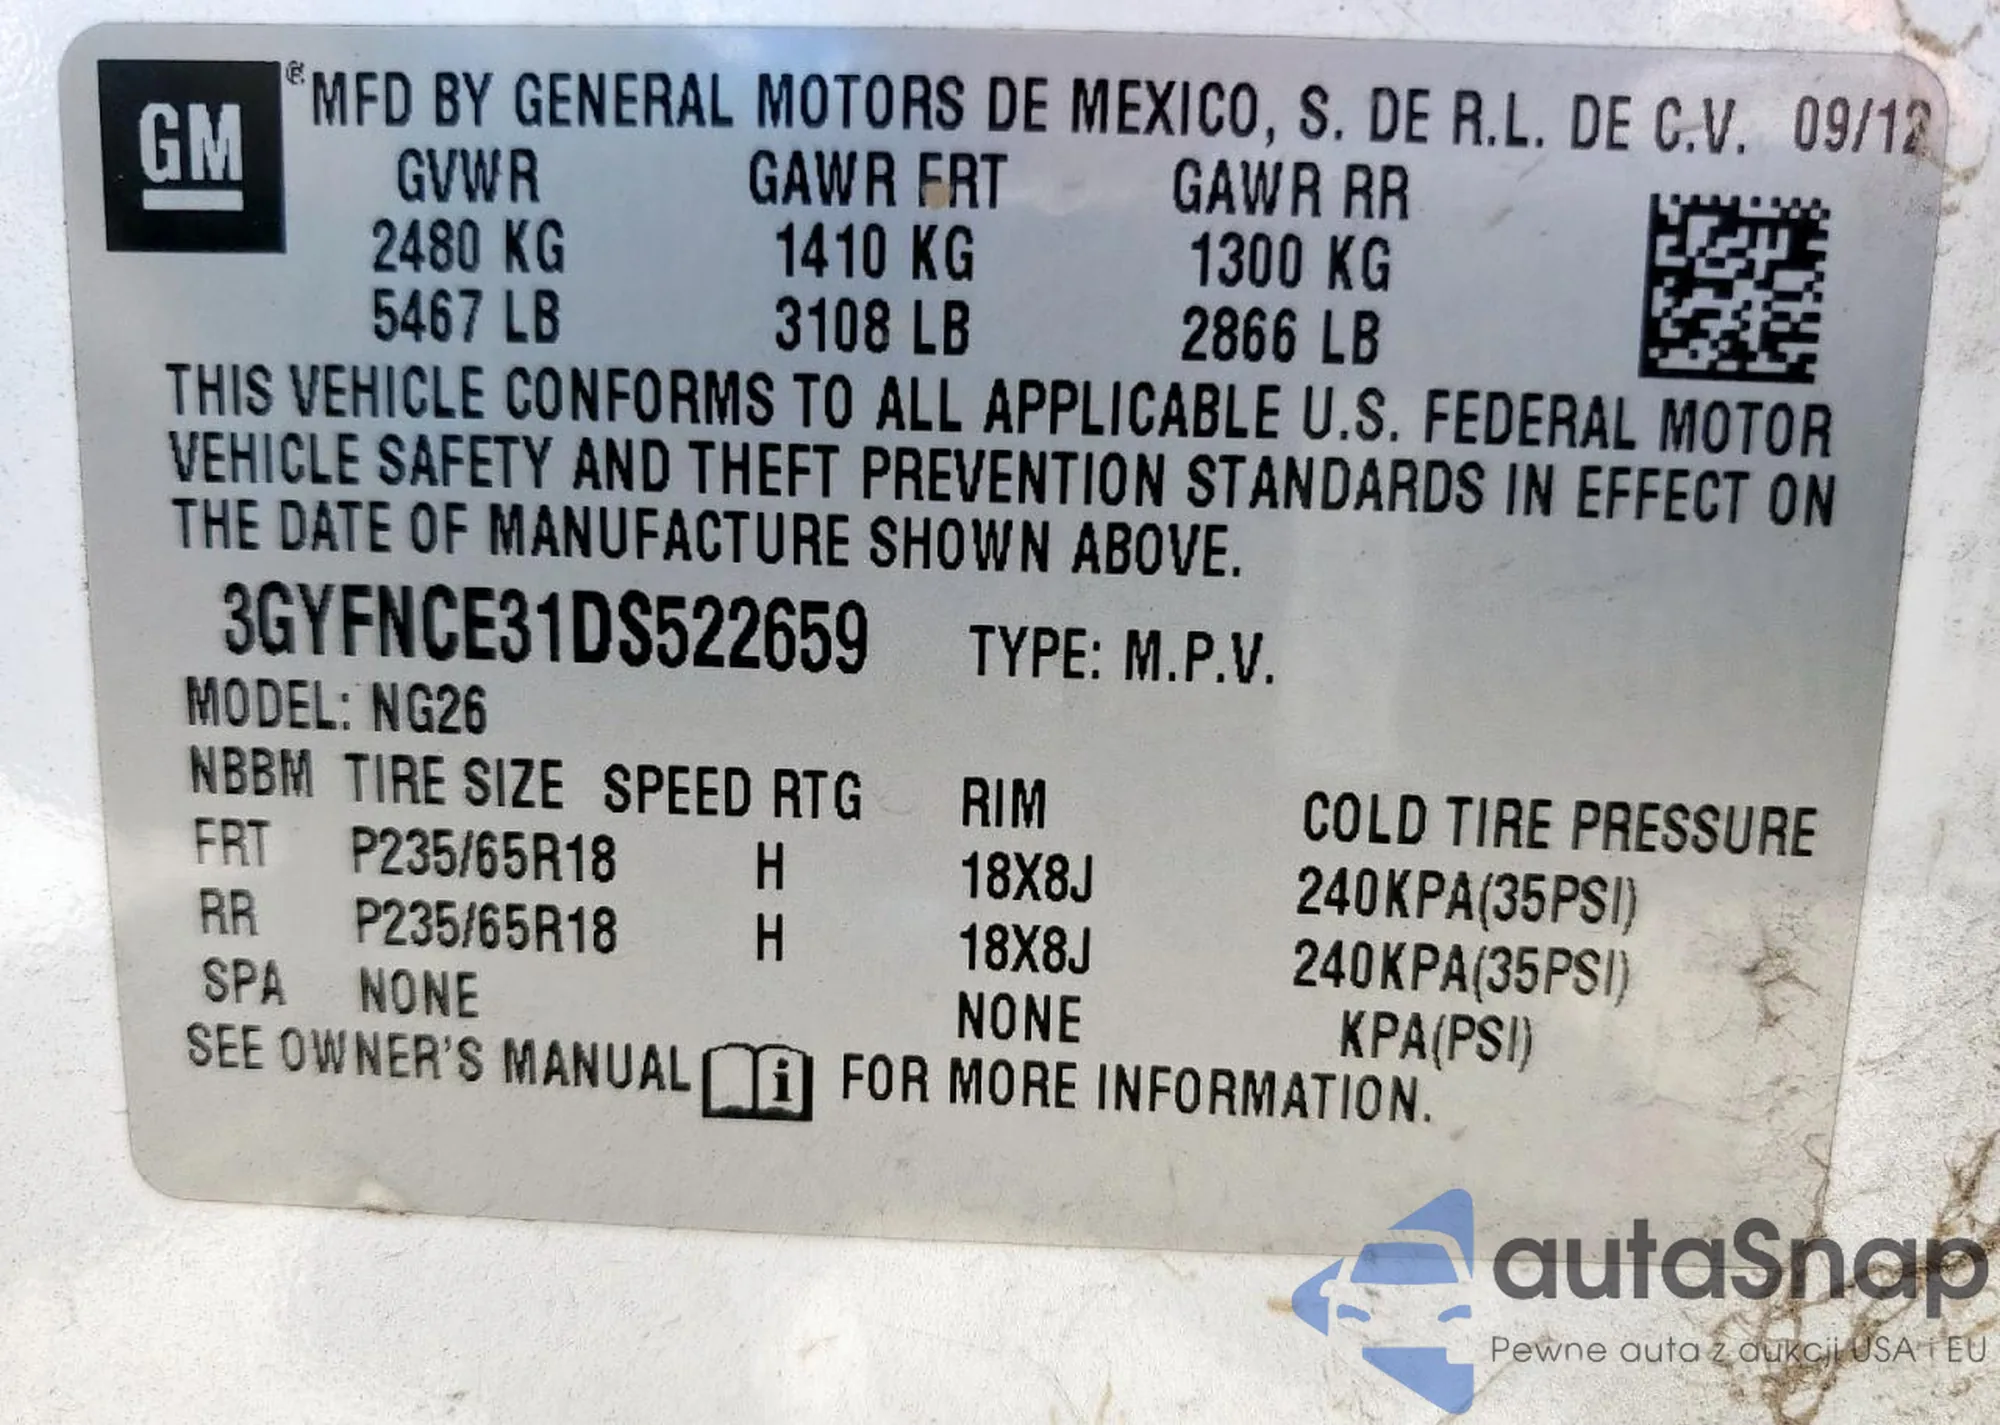 GM ® MFD BY GENERAL MOTORS DE MEXICO, S. DE R.L. DE C.V. 09/12
GVWR GAWR FRT GAWR RR
2480 KG 1410 KG 1300 KG
5467 LB 3108 LB 2866 LB
THIS VEHICLE CONFORMS TO ALL APPLICABLE U.S. FEDERAL MOTOR
VEHICLE SAFETY AND THEFT PREVENTION STANDARDS IN EFFECT ON
THE DATE OF MANUFACTURE SHOWN ABOVE.
3GYFNCE31DS522659 TYPE: M.P.V.
MODEL: NG26
NBBM TIRE SIZE SPEED RTG RIM COLD TIRE PRESSURE
FRT P235/65R18 H 18X8J 240KPA(35PSI)
RR P235/65R18 H 18X8J 240KPA(35PSI)
SPA NONE NONE KPA(PSI)
SEE OWNER'S MANUAL i FOR MORE INFORMATION.
autaSnap
Pewne auta z aukcji USA i EU